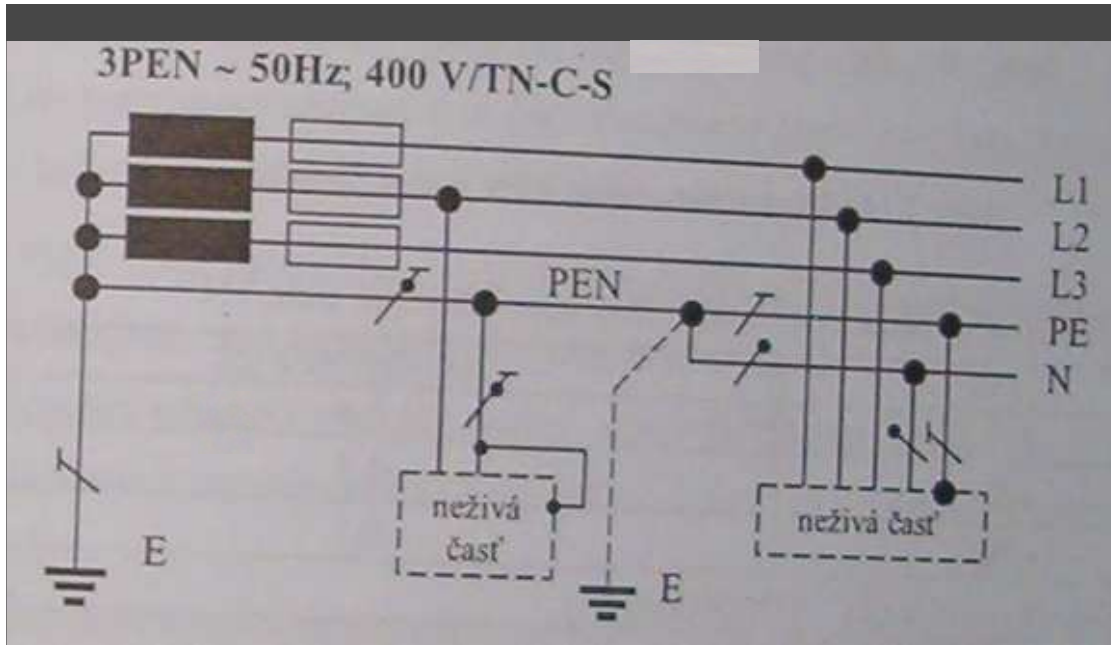 3PEN ~ 50Hz; 400 V/TN-C-S
L1
L2
L3
PEN
PE
N
neživá
časť
neživá časť
E
E